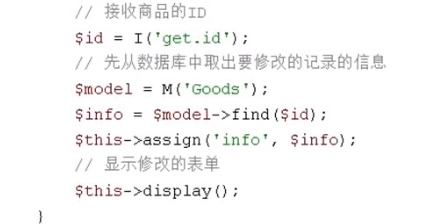 // 接收商品的ID
$id = I('get.id');
// 先从数据库中取出要修改的记录的信息
$model = M('Goods');
$info = $model->find($id);
$this->assign('info', $info);
// 显示修改的表单
$this->display();
}